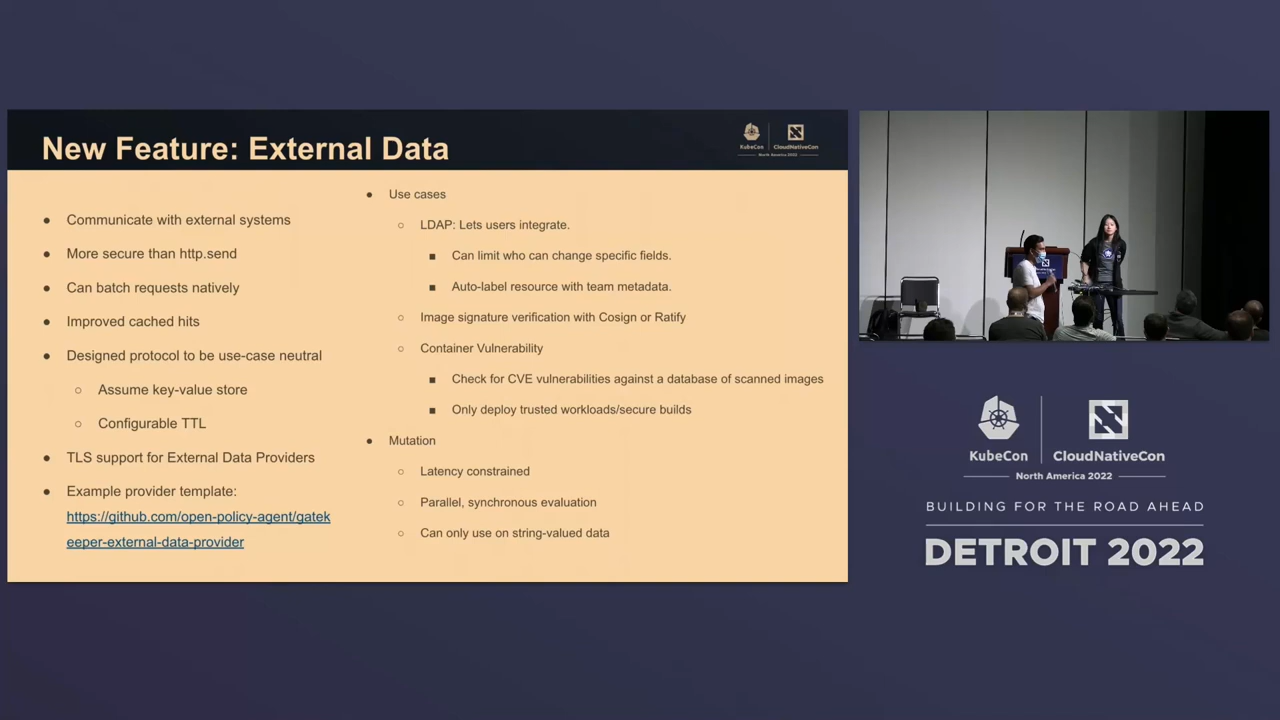 New Feature: External Data
KubeCon
CloudNativeCon
North America 2022
● Communicate with external systems
● More secure than http.send
● Can batch requests natively
● Improved cached hits
● Designed protocol to be use-case neutral
○ Assume key-value store
○ Configurable TTL
● TLS support for External Data Providers
● Example provider template:
https://github.com/open-policy-agent/gatek
eeper-external-data-provider
● Use cases
○ LDAP: Lets users integrate.
■ Can limit who can change specific fields.
■ Auto-label resource with team metadata.
○ Image signature verification with Cosign or Ratify
○ Container Vulnerability
■ Check for CVE vulnerabilities against a database of scanned images
■ Only deploy trusted workloads/secure builds
● Mutation
○ Latency constrained
○ Parallel, synchronous evaluation
○ Can only use on string-valued data
KubeCon
CloudNativeCon
North America 2022
BUILDING FOR THE ROAD AHEAD
DETROIT 2022